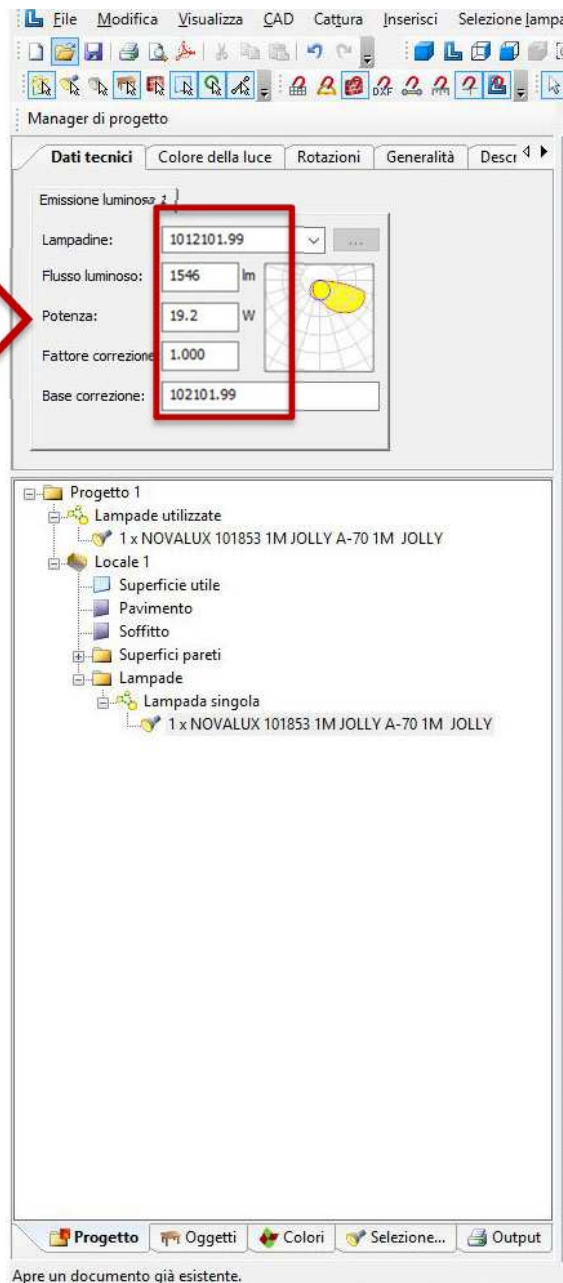 File Modifica Visualizza CAD Cattura Inserisci Selezione lampa
DXF
Manager di progetto
Dati tecnici Colore della luce Rotazioni Generalità Descr
Emissione luminosa 1
Lampadine: 1012101.99 ...
Flusso luminoso: 1546 lm
Potenza: 19.2 W
Fattore correzione: 1.000
Base correzione: 102101.99
Progetto 1
Lampade utilizzate
1 x NOVALUX 101853 1M JOLLY A-70 1M JOLLY
Locale 1
Superficie utile
Pavimento
Soffitto
Superfici pareti
Lampade
Lampada singola
1 x NOVALUX 101853 1M JOLLY A-70 1M JOLLY
Progetto Oggetti Colori Selezione... Output
Apre un documento già esistente.